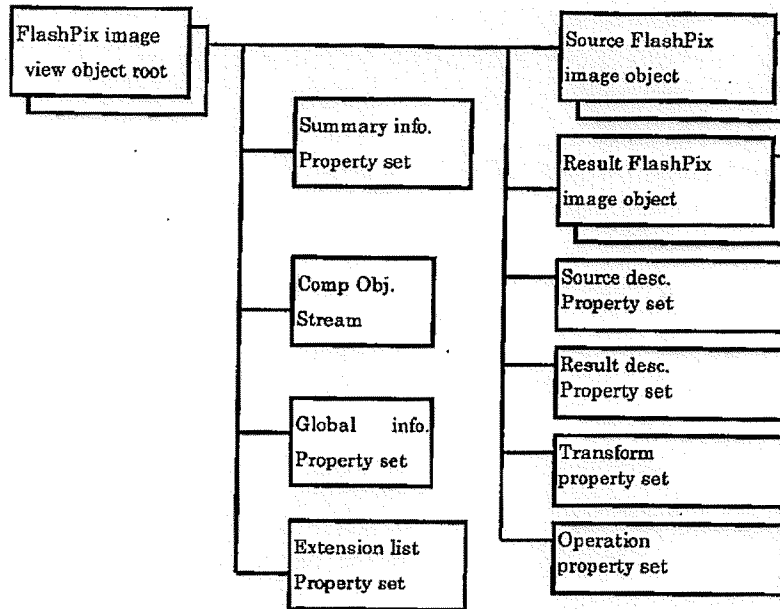 FlashPix image
view object root
Summary info.
Property set
Comp Obj.
Stream
Global info.
Property set
Extension list
Property set
Source FlashPix
image object
Result FlashPix
image object
Source desc.
Property set
Result desc.
Property set
Transform
property set
Operation
property set